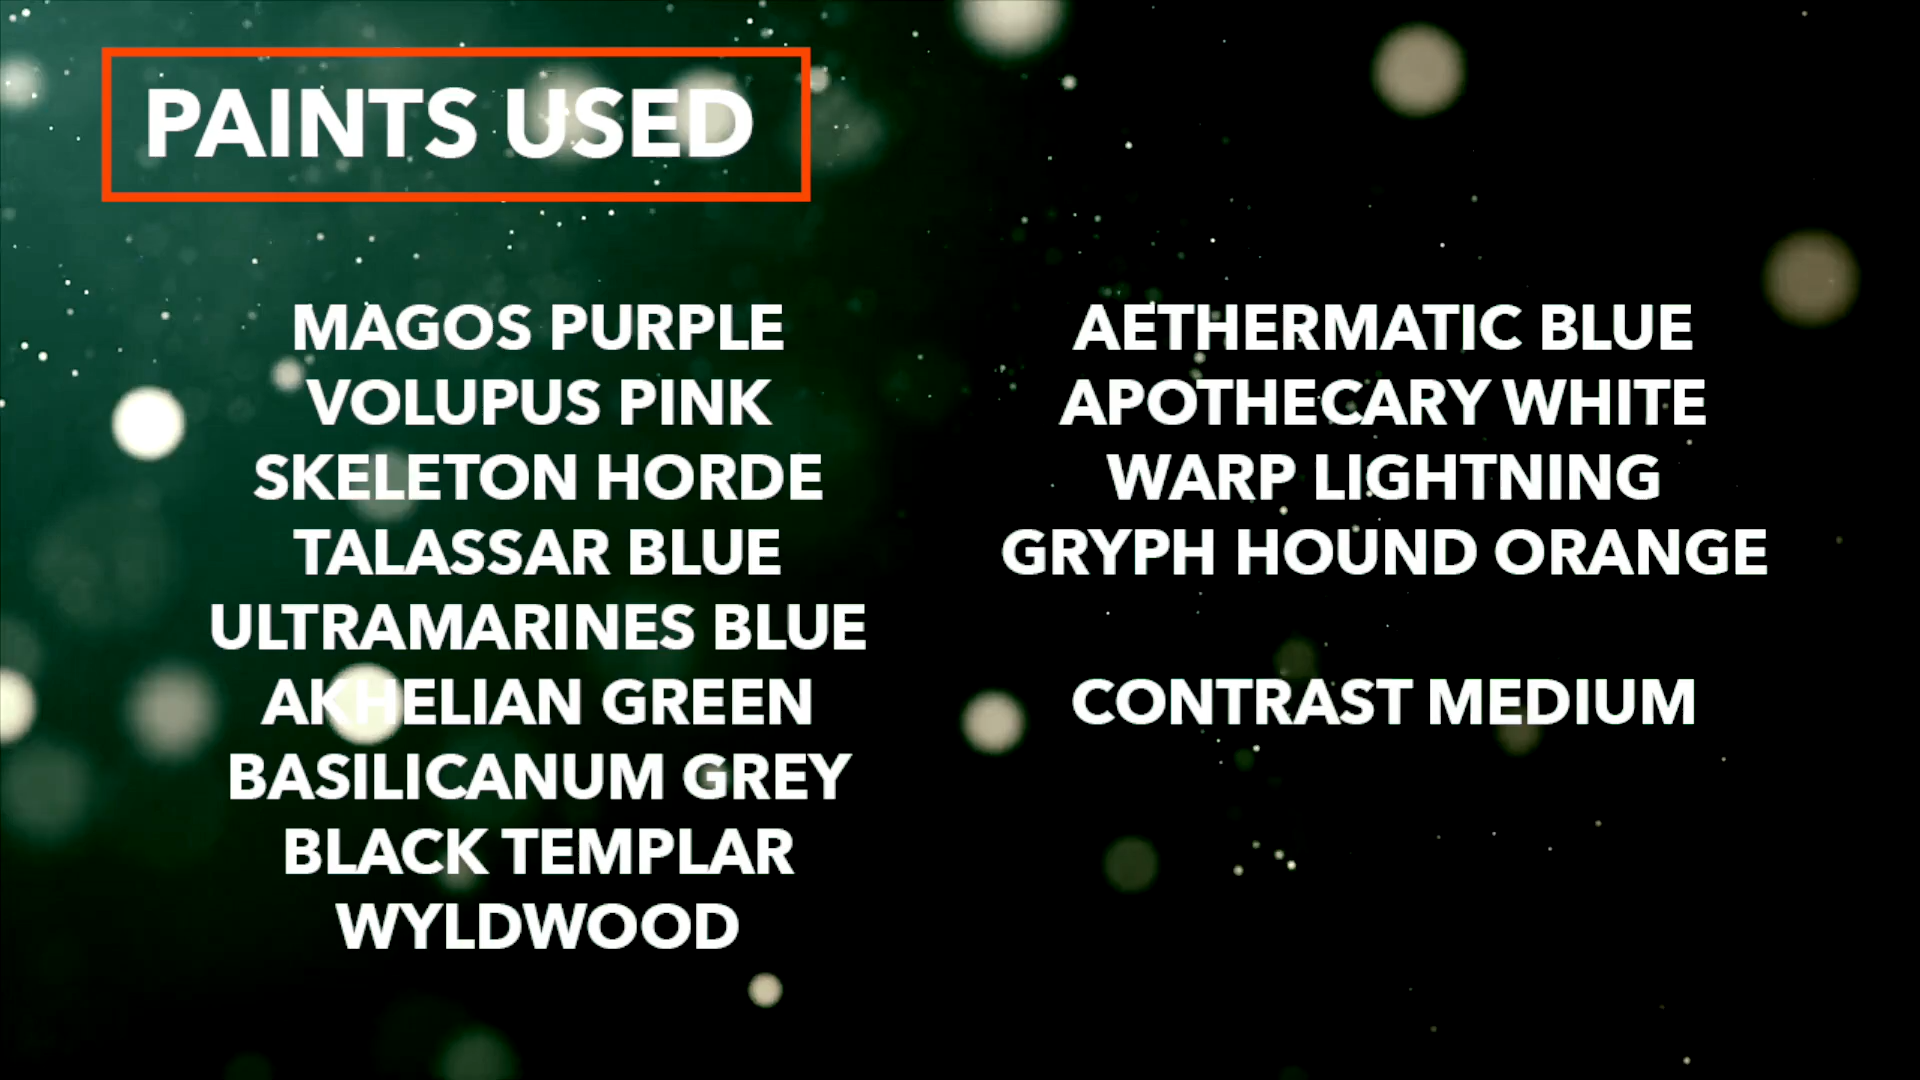 PAINTS USED
MAGOS PURPLE
VOLUPUS PINK
SKELETON HORDE
TALASSAR BLUE
ULTRAMARINES BLUE
AKHELIAN GREEN
BASILICANUM GREY
BLACK TEMPLAR
WYLDWOOD
AETHERMATIC BLUE
APOTHECARY WHITE
WARP LIGHTNING
GRYPH HOUND ORANGE
CONTRAST MEDIUM